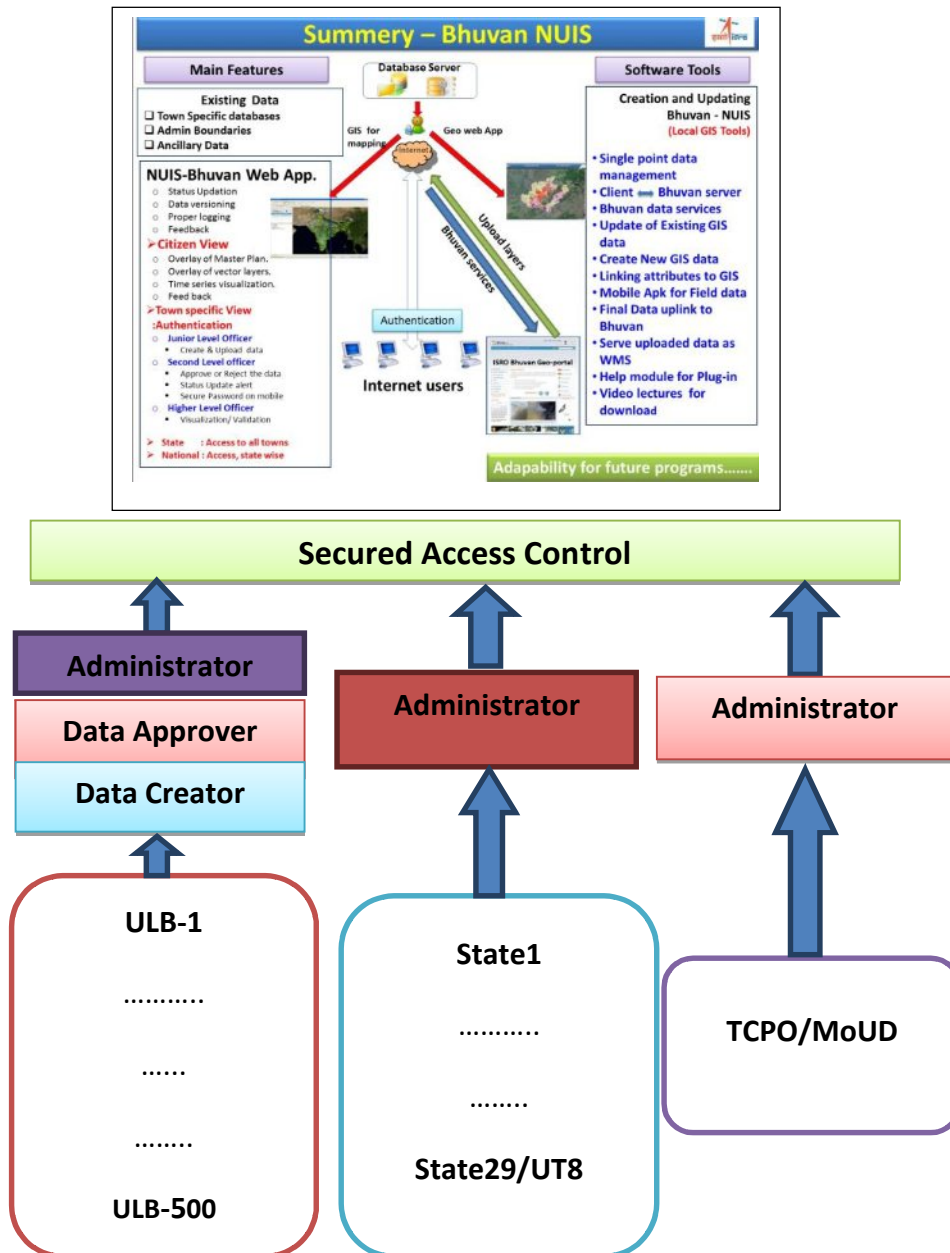 Summery – Bhuvan NUIS
इसरो isro
Main Features
Existing Data
❑ Town Specific databases
❑ Admin Boundaries
❑ Ancillary Data
NUIS-Bhuvan Web App.
○ Status Updation
○ Data versioning
○ Proper logging
○ Feedback
➢Citizen View
○ Overlay of Master Plan.
○ Overlay of vector layers.
○ Time series visualization.
○ Feed back
➢Town specific View
:Authentication
○ Junior Level Officer
▪ Create & Upload data
○ Second Level officer
▪ Approve or Reject the data
▪ Status Update alert
▪ Secure Password on mobile
○ Higher Level Officer
▪ Visualization/ Validation
➢ State : Access to all towns
➢ National : Access, state wise
Database Server
GIS for
mapping
Geo web App
Internet
Upload layers
Bhuvan services
Authentication
Internet users
ISRO Bhuvan Geo-portal
Software Tools
Creation and Updating
Bhuvan - NUIS
(Local GIS Tools)
• Single point data
management
• Client ⟺ Bhuvan server
• Bhuvan data services
• Update of Existing GIS
data
• Create New GIS data
• Linking attributes to GIS
• Mobile Apk for Field data
• Final Data uplink to
Bhuvan
• Serve uploaded data as
WMS
• Help module for Plug-in
• Video lectures for
download
Adapability for future programs.......
Secured Access Control
Administrator
Data Approver
Data Creator
ULB-1
………..
……
……..
ULB-500
Administrator
State1
………..
……..
State29/UT8
Administrator
TCPO/MoUD